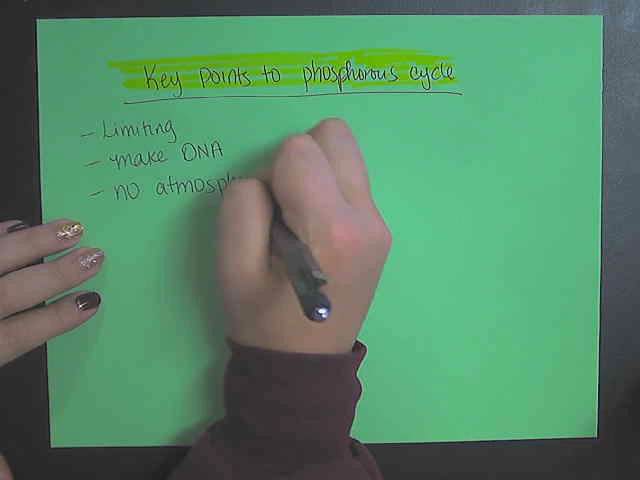 Key points to phosphorous cycle
- Limiting
- make DNA
- no atmosph